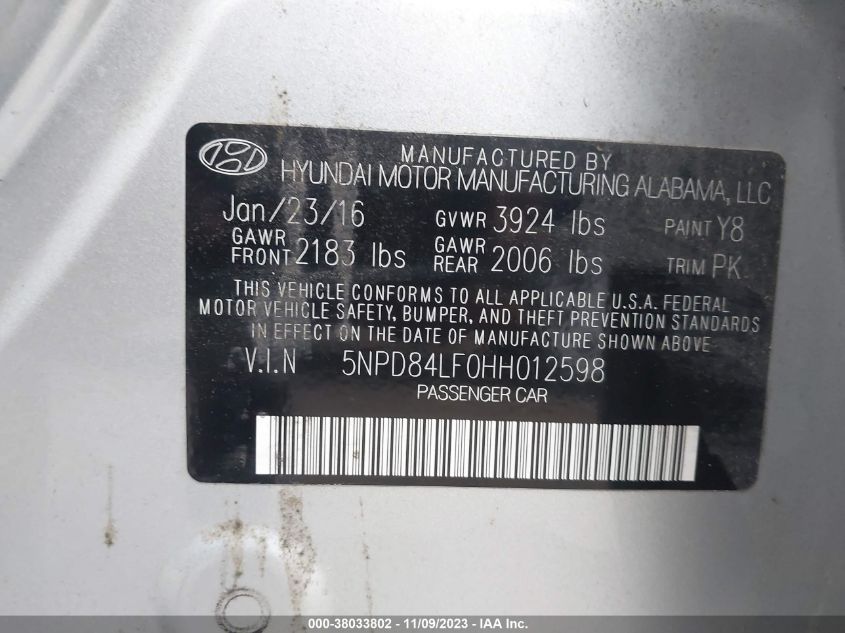 MANUFACTURED BY
HYUNDAI MOTOR MANUFACTURING ALABAMA, LLC
Jan/23/16 GVWR 3924 lbs PAINT Y8
GAWR FRONT 2183 lbs GAWR REAR 2006 lbs TRIM PK
THIS VEHICLE CONFORMS TO ALL APPLICABLE U.S.A. FEDERAL
MOTOR VEHICLE SAFETY, BUMPER, AND THEFT PREVENTION STANDARDS
IN EFFECT ON THE DATE OF MANUFACTURE SHOWN ABOVE.
V.I.N 5NPD84LF0HH012598
PASSENGER CAR
000-38033802 - 11/09/2023 - IAA Inc.